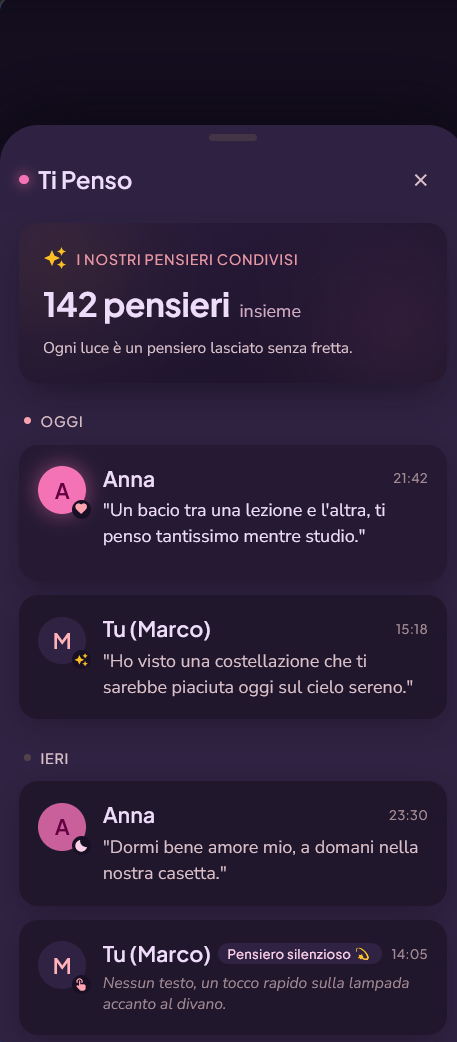 Ti Penso
I NOSTRI PENSIERI CONDIVISI
142 pensieri insieme
Ogni luce è un pensiero lasciato senza fretta.
OGGI
A
Anna 21:42
"Un bacio tra una lezione e l'altra, ti
penso tantissimo mentre studio."
M
Tu (Marco) 15:18
"Ho visto una costellazione che ti
sarebbe piaciuta oggi sul cielo sereno."
IERI
A
Anna 23:30
"Dormi bene amore mio, a domani nella
nostra casetta."
M
Tu (Marco) Pensiero silenzioso 💫 14:05
Nessun testo, un tocco rapido sulla lampada
accanto al divano.